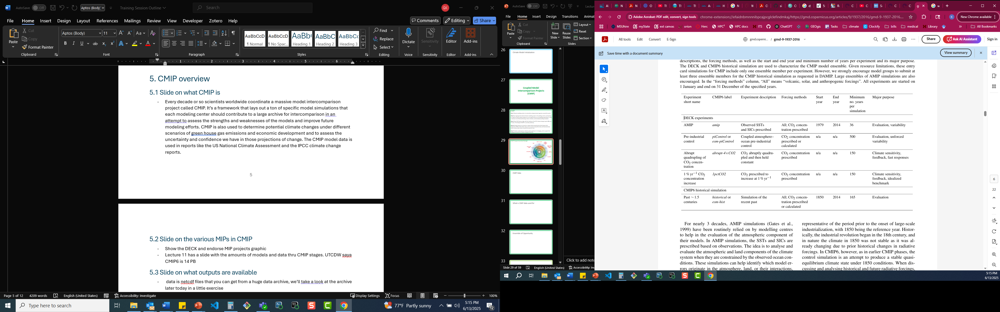 AutoSave Off Aptos (Body) Training Session Outline Search GK
File Home Insert Design Layout References Mailings Review View Developer Zotero Help Comments Editing Share
Paste Cut Copy Format Painter
Aptos (Body) 11
AaBbCcD AaBbCcD AaBb( AaBbC AaBbCc
¶ Normal ¶ No Spac... Heading 1 Heading 2 Heading 3
Find Replace Select Dictate Sensitivity Editor Add-ins
Clipboard Font Paragraph Styles Editing Voice Sensitivity Editor Add-ins
1 2 3 4 5 6
5. CMIP overview
5.1 Slide on what CMIP is
- Every decade or so scientists worldwide coordinate a massive model intercomparison
project called CMIP. It's a framework that lays out a ton of specific model simulations that
each modeling center should contribute to a large archive for intercomparison in an
attempt to assess the strengths and weaknesses of the models and improve future
modeling efforts. CMIP is also used to determine potential climate changes under different
scenarios of green house gas emissions and economic development and to assess the
uncertainty and confidence we have in those projections of change. The CMIP model data is
used in reports like the US National Climate Assessment and the IPCC climate change
reports.
5
5.2 Slide on the various MIPs in CMIP
- Show the DECK and endorse MIP projects graphic
- Lecture 11 has a slide with the amounts of models and data thru CMIP stages. UTCDW saya
CMIP6 is 14 PB
5.3 Slide on what outputs are available
- data is netcdf files that you can get from a huge data archive, we'll take a look at the archive
later today in a little exercise
Page 5 of 12 4209 words English (United States) Accessibility: Investigate Display Settings Focus 100%
Type here to search 77°F Partly sunny 5:15 PM
6/13/2025 12
AutoSave Off Lectur
File Home Insert Design Transitions Animat
Paste Cut Copy Format Painter New Slide Reuse Slides Layout Reset Section
Clipboard Slides
26 Climate Model Initialization
27 Coupled Model
Intercomparison Projects
(CMIP)
28
29
30 CMIP Data
31 What is CMIP data used for
32 Ensemble of Opportunity
33
Click to add note
Slide 29 of 59 English (United States) Accessibility: Inv
Adobe Acrobat: PDF edit, convert, sign tools chrome-extension://efaidnbmnnnibpcajpcglclefindmkaj/https://gmd.copernicus.org/articles/9/1937/2016/gmd-9-1937-2016.... K New Chrome available
MSUhire myState ext canvas orion Herc HPC² HPC docs ITS ChatGPT GEOgis Tasks climate Clockify bills medical Library All Bookmarks
All tools Edit Convert E-Sign gmd.coperni... / gmd-9-1937-2016 Share Ask AI Assistant Sign in
Save time with a document summary View summary
descriptions, the forcing methods, as well as the start and end year and minimum number of years per experiment and its major purpose.
The DECK and CMIP6 historical simulation are used to characterize the CMIP model ensemble. Given resource limitations, these entry
card simulations for CMIP include only one ensemble member per experiment. However, we strongly encourage model groups to submit at
least three ensemble members for the CMIP historical simulation as requested in DAMIP. Large ensembles of AMIP simulations are also
encouraged. In the "forcing methods" column, "All" means "volcanic, solar, and anthropogenic forcings". All experiments are started on
1 January and end on 31 December of the specified years.
Experiment CMIP6 label Experiment description Forcing methods Start End Minimum Major purpose
short name year year no. years
per
simulation
DECK experiments
AMIP amip Observed SSTs All; CO2 concen- 1979 2014 36 Evaluation, variability
and SICs prescribed tration prescribed
Pre-industrial piControl or Coupled atmosphere– CO2 concentration n/a n/a 500 Evaluation, unforced
control esm-piControl ocean pre-industrial prescribed or variability
control calculated
Abrupt abrupt-4×CO2 CO2 abruptly quadru- CO2 concentration n/a n/a 150 Climate sensitivity,
quadrupling of pled and then held prescribed feedback, fast responses
CO2 concen- constant
tration
1 % yr−1 CO2 1pctCO2 CO2 prescribed to CO2 concentration n/a n/a 150 Climate sensitivity,
concentration increase at 1 % yr−1 prescribed feedback, idealized
increase benchmark
CMIP6 historical simulation
Past ∼ 1.5 historical or Simulation of the All; CO2 concen- 1850 2014 165 Evaluation
centuries esm-hist recent past tration prescribed
or calculated
For nearly 3 decades, AMIP simulations (Gates et al.,
1999) have been routinely relied on by modelling centres
to help in the evaluation of the atmospheric component of
their models. In AMIP simulations, the SSTs and SICs are
prescribed based on observations. The idea is to analyse and
evaluate the atmospheric and land components of the climate
system when they are constrained by the observed ocean con-
ditions. These simulations can help identify which model er-
rors originate in the atmosphere, land, or their interactions,
representative of the period prior to the onset of large-scale
industrialization, with 1850 being the reference year. Histor-
ically, the industrial revolution began in the 18th century, and
in nature the climate in 1850 was not stable as it was al-
ready changing due to prior historical changes in radiative
forcings. In CMIP6, however, as in earlier CMIP phases, the
control simulation is an attempt to produce a stable quasi-
equilibrium climate state under 1850 conditions. When dis-
cussing and analysing historical and future radiative forcings,
6
22
5:15 PM
6/13/2025